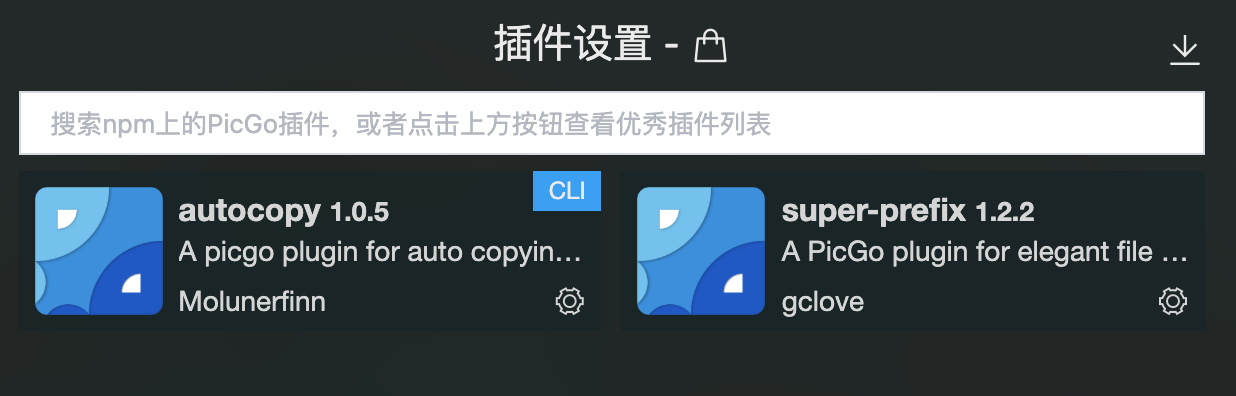 插件设置 -
搜索npm上的PicGo插件，或者点击上方按钮查看优秀插件列表
CLI
autocopy 1.0.5
A picgo plugin for auto copyin...
Molunerfinn
super-prefix 1.2.2
A PicGo plugin for elegant file ...
gclove